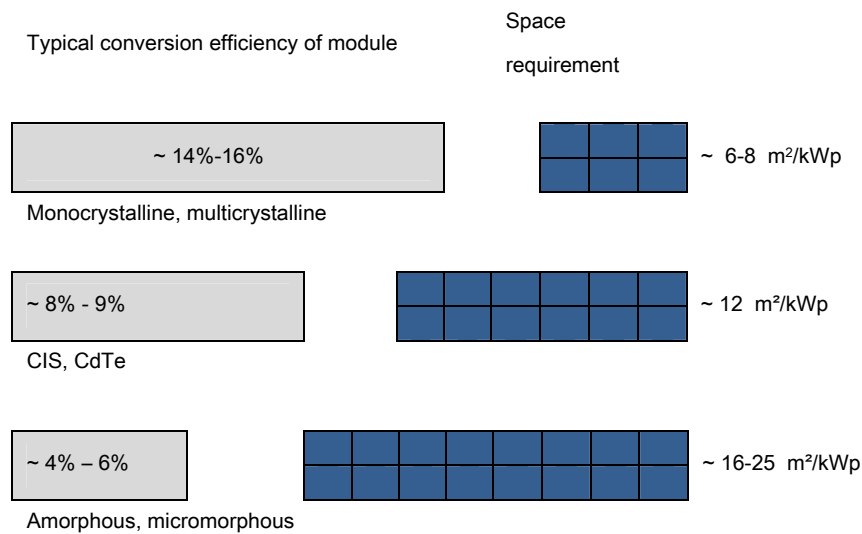 Typical conversion efficiency of module
Space
requirement
~ 14%-16%
~ 6-8 m²/kWp
Monocrystalline, multicrystalline
~ 8% - 9%
~ 12 m²/kWp
CIS, CdTe
~ 4% – 6%
~ 16-25 m²/kWp
Amorphous, micromorphous